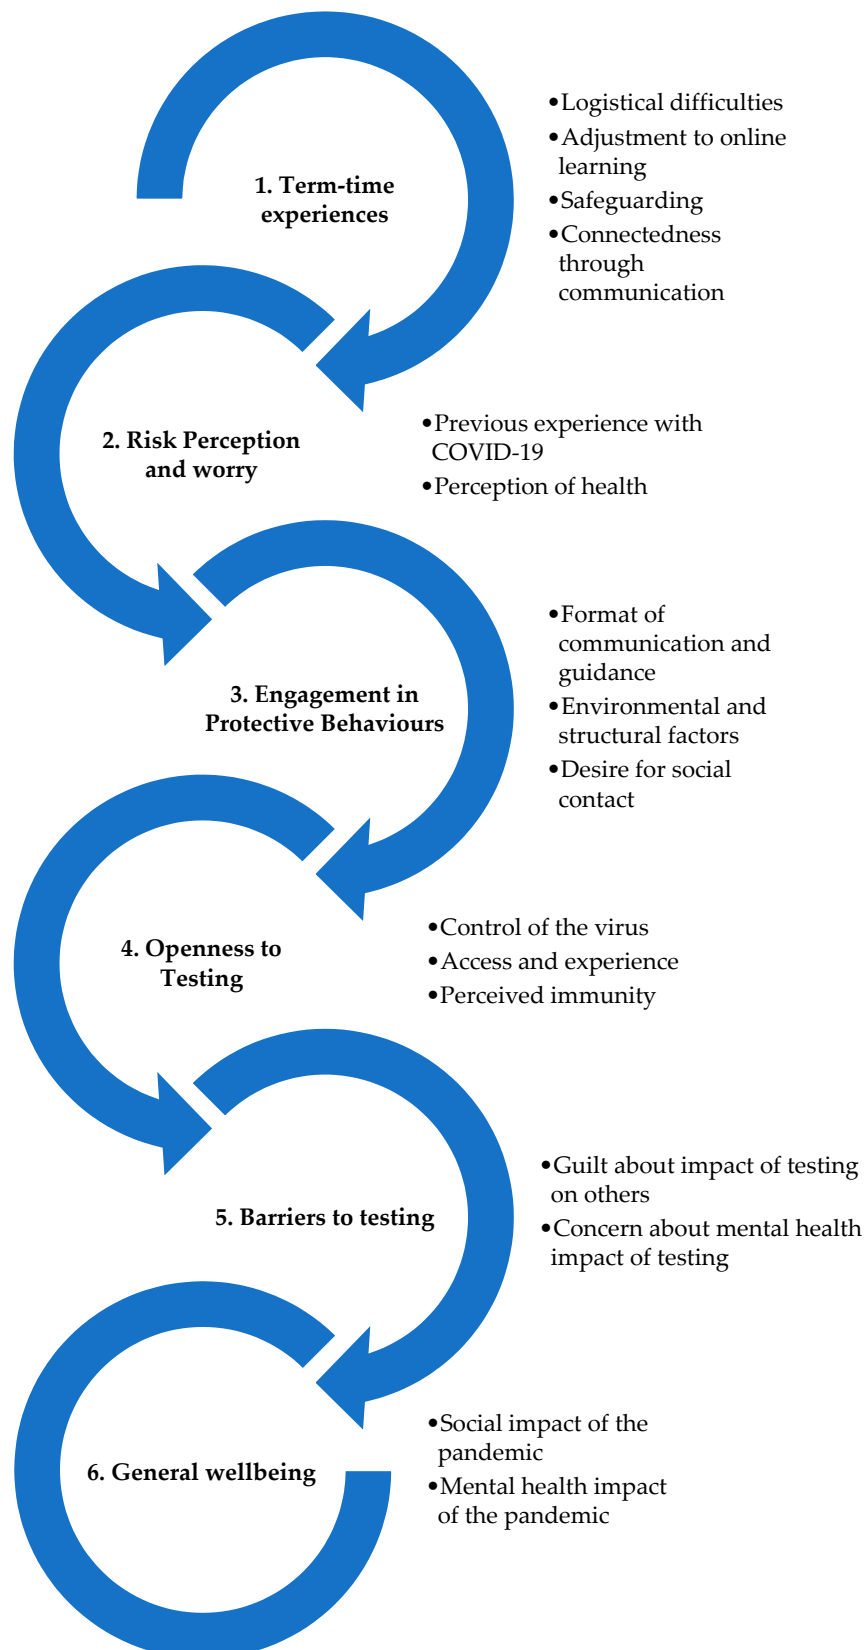 1. Term-time
experiences
•Logistical difficulties
•Adjustment to online
learning
•Safeguarding
•Connectedness
through
communication
2. Risk Perception
and worry
•Previous experience with
COVID-19
•Perception of health
3. Engagement in
Protective Behaviours
•Format of
communication and
guidance
•Environmental and
structural factors
•Desire for social
contact
4. Openness to
Testing
•Control of the virus
•Access and experience
•Perceived immunity
5. Barriers to testing
•Guilt about impact of testing
on others
•Concern about mental health
impact of testing
6. General wellbeing
•Social impact of the
pandemic
•Mental health impact
of the pandemic